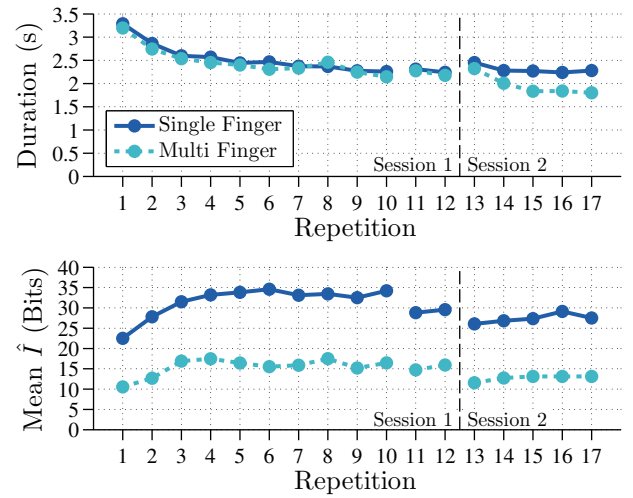 3.5
3
2.5
2
1.5
1
0.5
0
Duration (s)
Single Finger
Multi Finger
Session 1 Session 2
1 2 3 4 5 6 7 8 9 10 11 12 13 14 15 16 17
Repetition
40
35
30
25
20
15
10
5
0
Mean Î (Bits)
Session 1 Session 2
1 2 3 4 5 6 7 8 9 10 11 12 13 14 15 16 17
Repetition